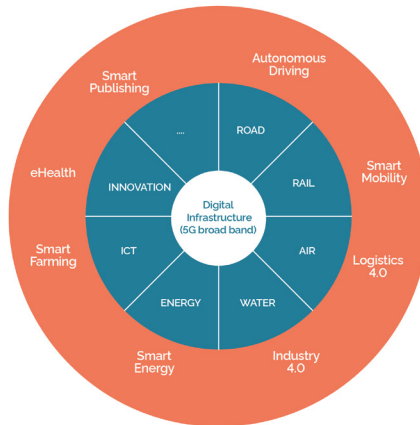 Autonomous
Driving
Smart
Publishing
....
ROAD
eHealth
INNOVATION
RAIL
Smart
Mobility
Digital
Infrastructure
(5G broad band)
Smart
Farming
ICT
AIR
Logistics
4.0
ENERGY
WATER
Smart
Energy
Industry
4.0